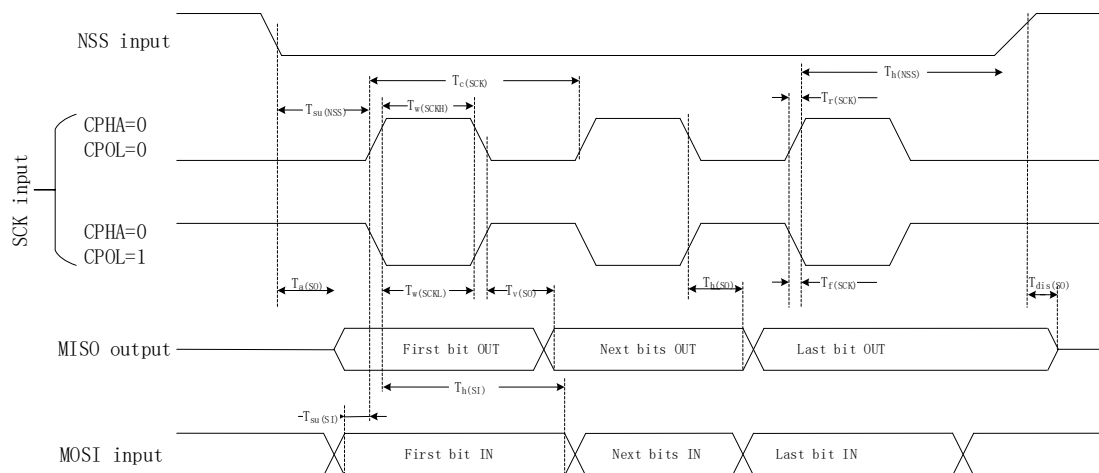 NSS input
Tc(SCK)
Th(NSS)
Tsu(NSS)
Tw(SCKH)
Tr(SCK)
SCK input
CPHA=0
CPOL=0
CPHA=0
CPOL=1
Ta(SO)
Tw(SCKL)
Tv(SO)
Th(SO)
Tf(SCK)
Tdis(SO)
MISO output
First bit OUT
Next bits OUT
Last bit OUT
Th(SI)
Tsu(SI)
MOSI input
First bit IN
Next bits IN
Last bit IN